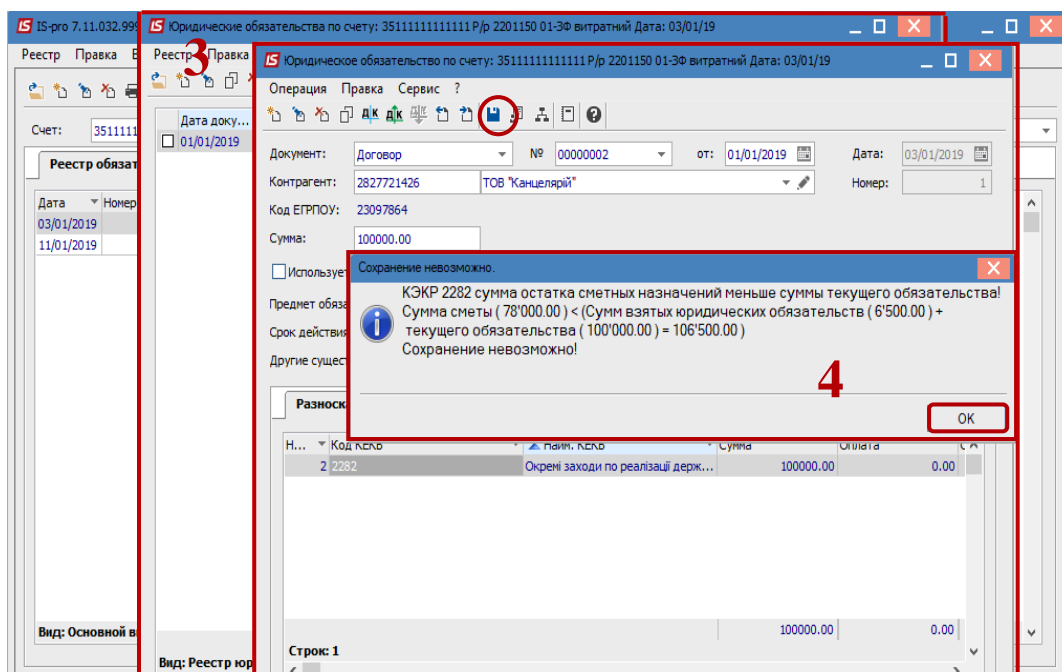 IS-pro 7.11.032.999
Реестр Правка
Счет: 351111
Реестр обязат
Дата Номер
03/01/2019
11/01/2019
Вид: Основной в
Юридические обязательства по счету: 35111111111111 Р/р 2201150 01-ЗФ витратний Дата: 03/01/19
Реестр Правка
3
Дата доку...
01/01/2019
Вид: Реестр юр
Юридическое обязательство по счету: 35111111111111 Р/р 2201150 01-ЗФ витратний Дата: 03/01/19
Операция Правка Сервис ?
Документ: Договор № 00000002 от: 01/01/2019 Дата: 03/01/2019
Контрагент: 2827721426 ТОВ "Канцелярій" Номер: 1
Код ЕГРПОУ: 23097864
Сумма: 100000.00
Использует
Предмет обяза
Срок действия
Другие сущест
Сохранение невозможно.
КЭКР 2282 сумма остатка сметных назначений меньше суммы текущего обязательства!
Сумма сметы ( 78'000.00 ) < (Сумм взятых юридических обязательств ( 6'500.00 ) +
текущего обязательства ( 100'000.00 ) = 106'500.00 )
Сохранение невозможно!
4
OK
Разноск
Н... Код КЕКВ Найм. КЕКВ Сумма Оплата
2 2282 Окремі заходи по реалізації держ... 100000.00 0.00
100000.00 0.00
Строк: 1